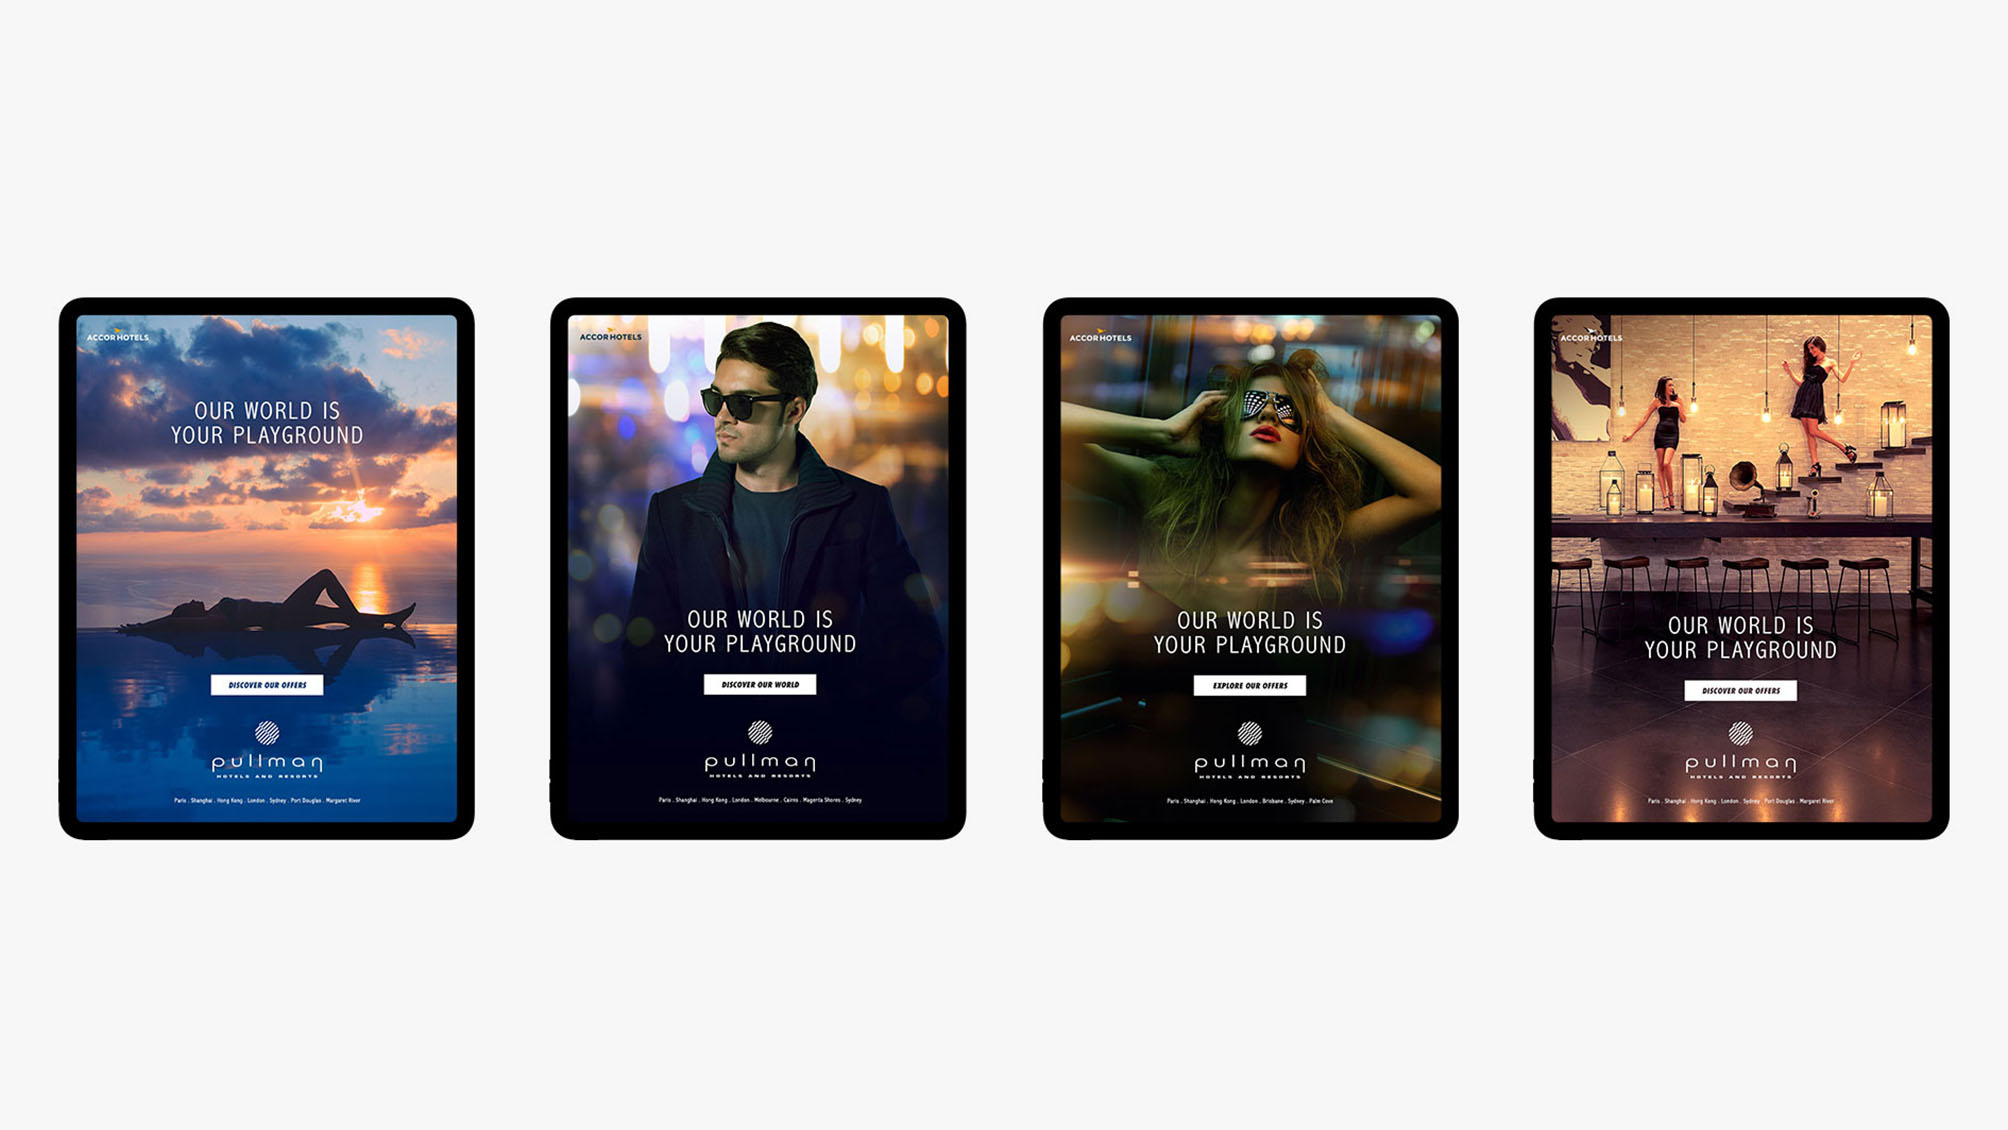 ACCORHOTELS
OUR WORLD IS
YOUR PLAYGROUND
DISCOVER OUR OFFERS
pullman
HOTELS AND RESORTS
Paris . Shanghai . Hong Kong . London . Sydney . Port Douglas . Margaret River
ACCORHOTELS
OUR WORLD IS
YOUR PLAYGROUND
DISCOVER OUR WORLD
pullman
HOTELS AND RESORTS
Paris . Shanghai . Hong Kong . London . Melbourne . Cairns . Magenta Shores . Sydney
ACCORHOTELS
OUR WORLD IS
YOUR PLAYGROUND
EXPLORE OUR OFFERS
pullman
HOTELS AND RESORTS
Paris . Shanghai . Hong Kong . London . Brisbane . Sydney . Palm Cove
ACCORHOTELS
OUR WORLD IS
YOUR PLAYGROUND
DISCOVER OUR OFFERS
pullman
HOTELS AND RESORTS
Paris . Shanghai . Hong Kong . London . Sydney . Port Douglas . Margaret River